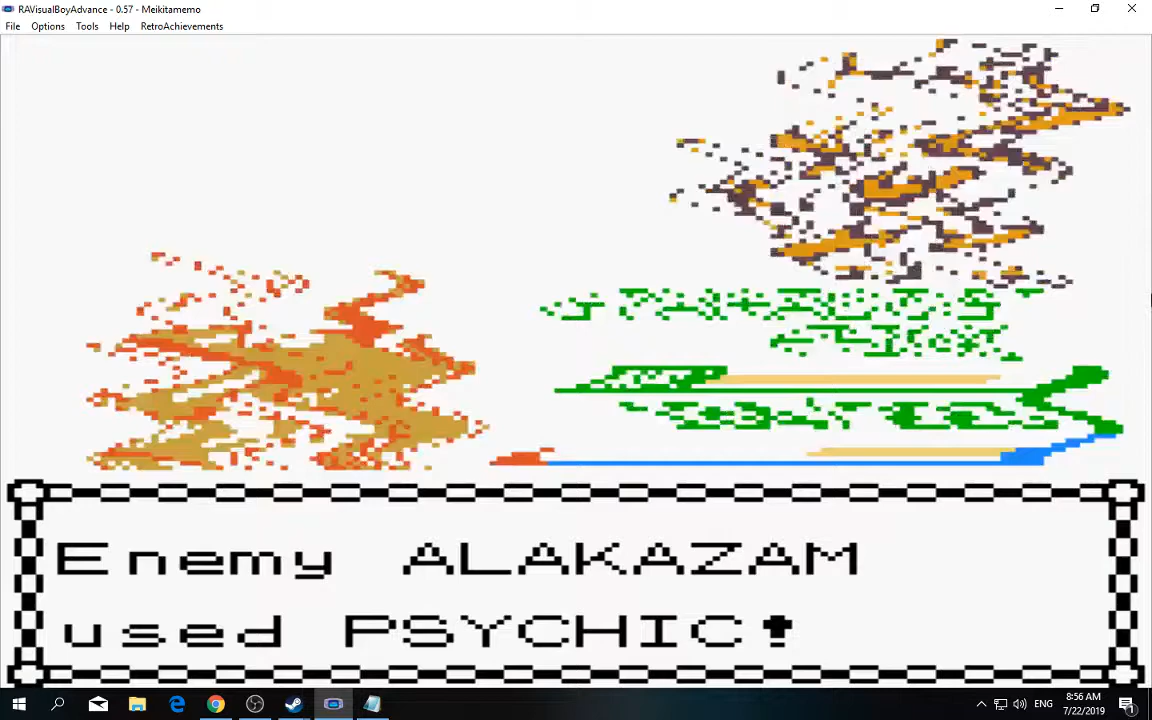 RAVisualBoyAdvance - 0.57 - Meikitamemo
File Options Tools Help RetroAchievements
Enemy ALAKAZAM
used PSYCHIC!
ENG
8:56 AM
7/22/2019
1